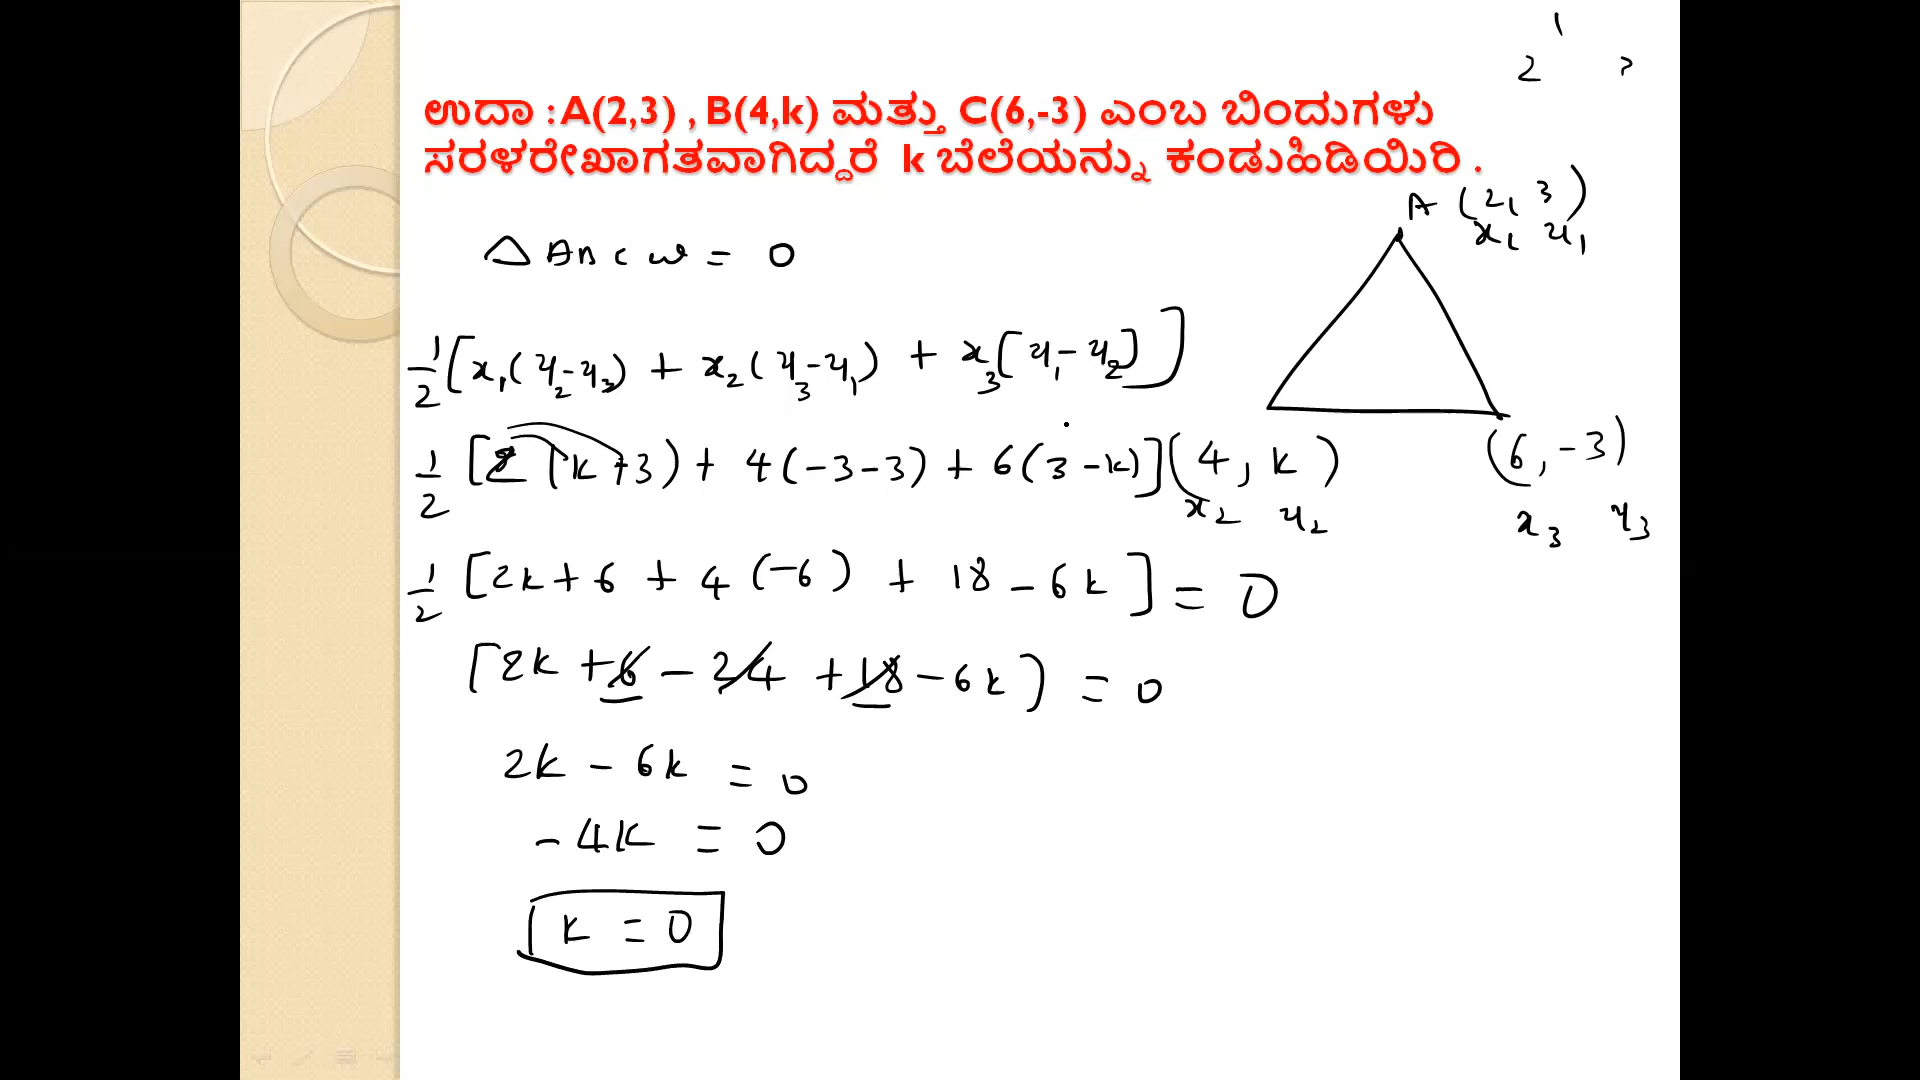 1
2
ಉದಾ : A(2,3) , B(4,k) ಮತ್ತು C(6,-3) ಎಂಬ ಬಿಂದುಗಳು
ಸರಳರೇಖಾಗತವಾಗಿದ್ದರೆ k ಬೆಲೆಯನ್ನು ಕಂಡುಹಿಡಿಯಿರಿ .
A (2, 3)
x₁ y₁
Δ = 0
1/2 [x₁(y₂-y₃) + x₂(y₃-y₁) + x₃[y₁-y₂]]
1/2 [2 (k+3) + 4(-3-3) + 6(3-k)]
(4, k)
x₂ y₂
(6, -3)
x₃ y₃
1/2 [2k+6 + 4(-6) + 18-6k] = 0
[2k+6-24+18-6k) = 0
2k - 6k = 0
-4k = 0
k = 0